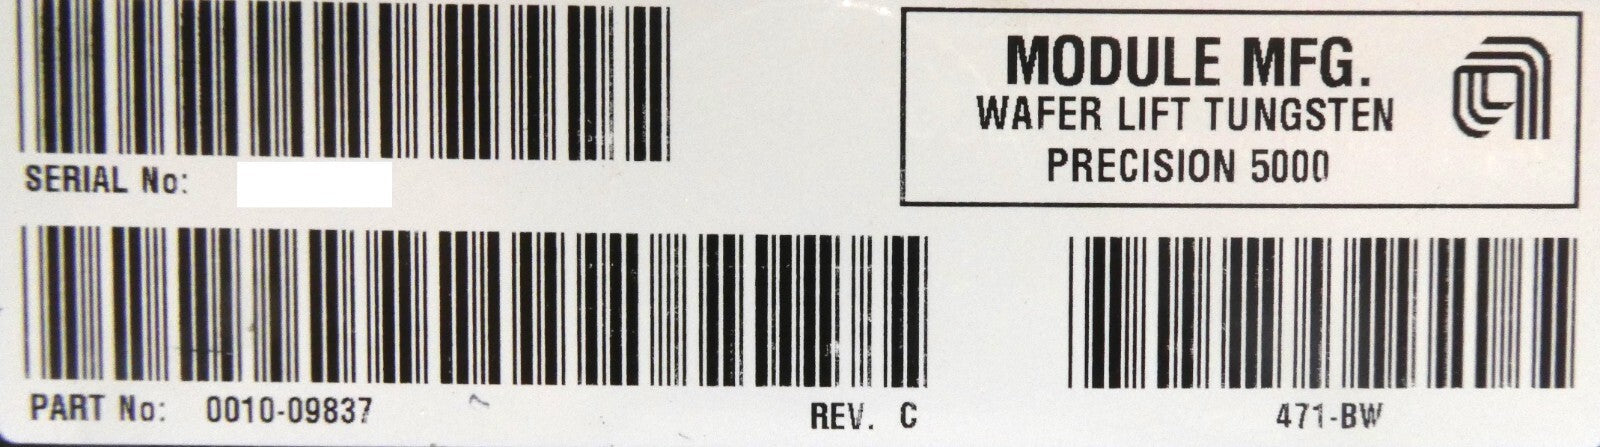 MODULE MFG.
WAFER LIFT TUNGSTEN
PRECISION 5000
SERIAL No:
PART No: 0010-09837
REV. C
471-BW